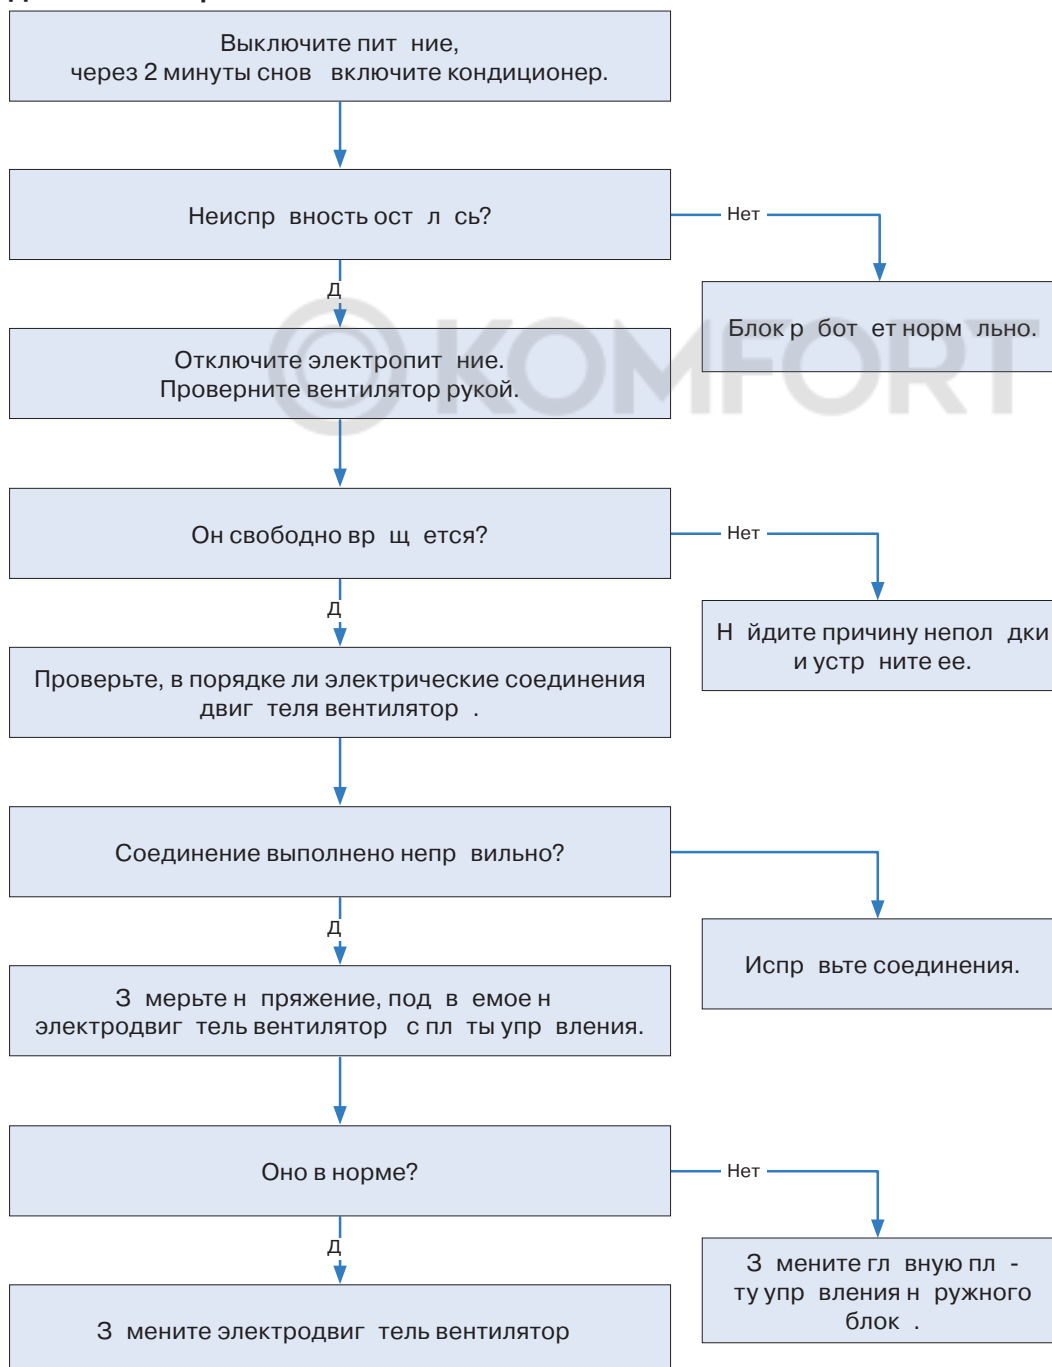 Выключите пит ние,
через 2 минуты снов включите кондиционер.
Неиспр вность ост л сь?
Нет
Д
Блок р бот ет норм льно.
Отключите электропит ние.
Проверните вентилятор рукой.
© KOMFORT
Он свободно вр щ ется?
Нет
Д
Н йдите причину непол дки
и устр ните ее.
Проверьте, в порядке ли электрические соединения
двиг теля вентилятор .
Соединение выполнено непр вильно?
Д
Испр вьте соединения.
З мерьте н пряжение, под в емое н
электродвиг тель вентилятор с пл ты упр вления.
Оно в норме?
Нет
Д
З мените гл вную пл -
ту упр вления н ружного
блок .
З мените электродвиг тель вентилятор